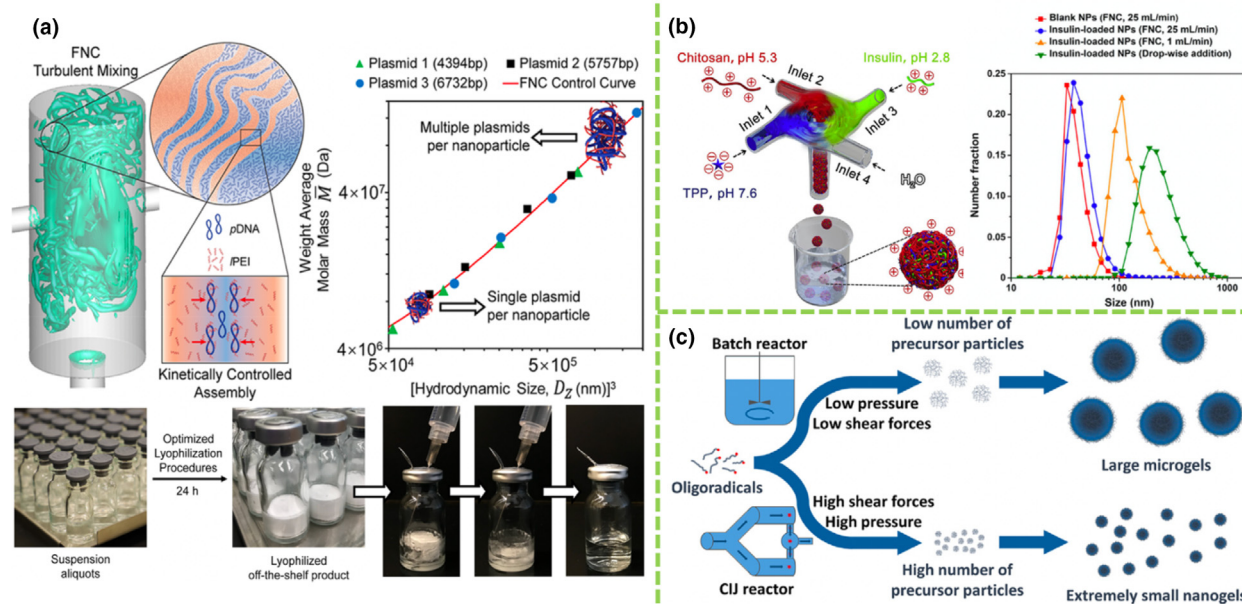 (a)
FNC
Turbulent Mixing
pDNA
lPEI
Kinetically Controlled
Assembly
Plasmid 1 (4394bp)
Plasmid 2 (5757bp)
Plasmid 3 (6732bp)
FNC Control Curve
Multiple plasmids
per nanoparticle
Single plasmid
per nanoparticle
Weight Average
Molar Mass M̅ (Da)
4×10⁷
4×10⁶
5×10⁴
5×10⁵
[Hydrodynamic Size, D_Z (nm)]³
Optimized
Lyophilization
Procedures
24 h
Suspension
aliquots
Lyophilized
off-the-shelf product
(b)
Chitosan, pH 5.3
Insulin, pH 2.8
Inlet 2
Inlet 1
Inlet 3
Inlet 4
TPP, pH 7.6
H₂O
Blank NPs (FNC, 25 mL/min)
Insulin-loaded NPs (FNC, 25 mL/min)
Insulin-loaded NPs (FNC, 1 mL/min)
Insulin-loaded NPs (Drop-wise addition)
Number fraction
0.25
0.20
0.15
0.10
0.05
0.00
10
100
1000
Size (nm)
(c)
Batch reactor
Low number of
precursor particles
Low pressure
Low shear forces
Large microgels
Oligoradicals
High shear forces
High pressure
CIJ reactor
High number of
precursor particles
Extremely small nanogels